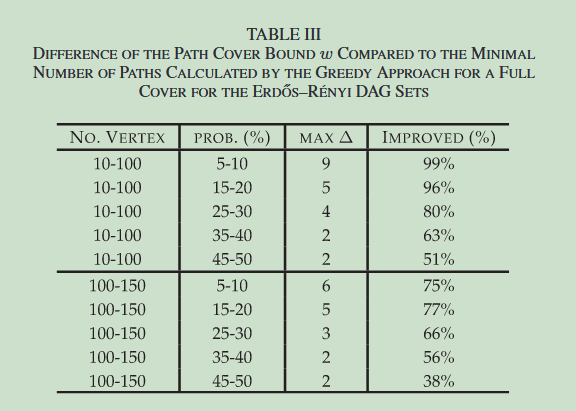 TABLE III
DIFFERENCE OF THE PATH COVER BOUND w COMPARED TO THE MINIMAL
NUMBER OF PATHS CALCULATED BY THE GREEDY APPROACH FOR A FULL
COVER FOR THE ERDŐS–RÉNYI DAG SETS
NO. VERTEX PROB. (%) MAX Δ IMPROVED (%)
10-100 5-10 9 99%
10-100 15-20 5 96%
10-100 25-30 4 80%
10-100 35-40 2 63%
10-100 45-50 2 51%
100-150 5-10 6 75%
100-150 15-20 5 77%
100-150 25-30 3 66%
100-150 35-40 2 56%
100-150 45-50 2 38%